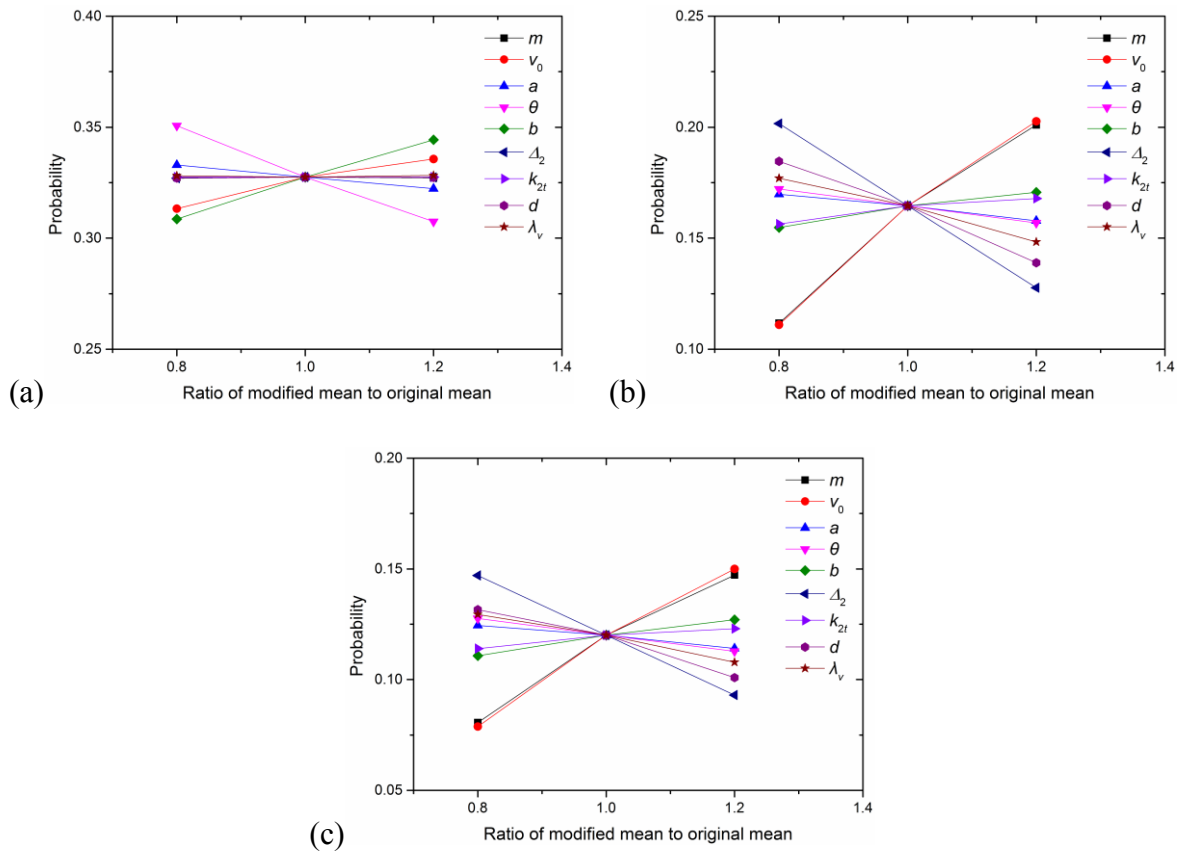 0.40
0.35
0.30
0.25
Probability
m
v0
a
θ
b
Δ2
k2t
d
λv
0.8 1.0 1.2 1.4
Ratio of modified mean to original mean
(a)
0.25
0.20
0.15
0.10
Probability
m
v0
a
θ
b
Δ2
k2t
d
λv
0.8 1.0 1.2 1.4
Ratio of modified mean to original mean
(b)
0.20
0.15
0.10
0.05
Probability
m
v0
a
θ
b
Δ2
k2t
d
λv
0.8 1.0 1.2 1.4
Ratio of modified mean to original mean
(c)